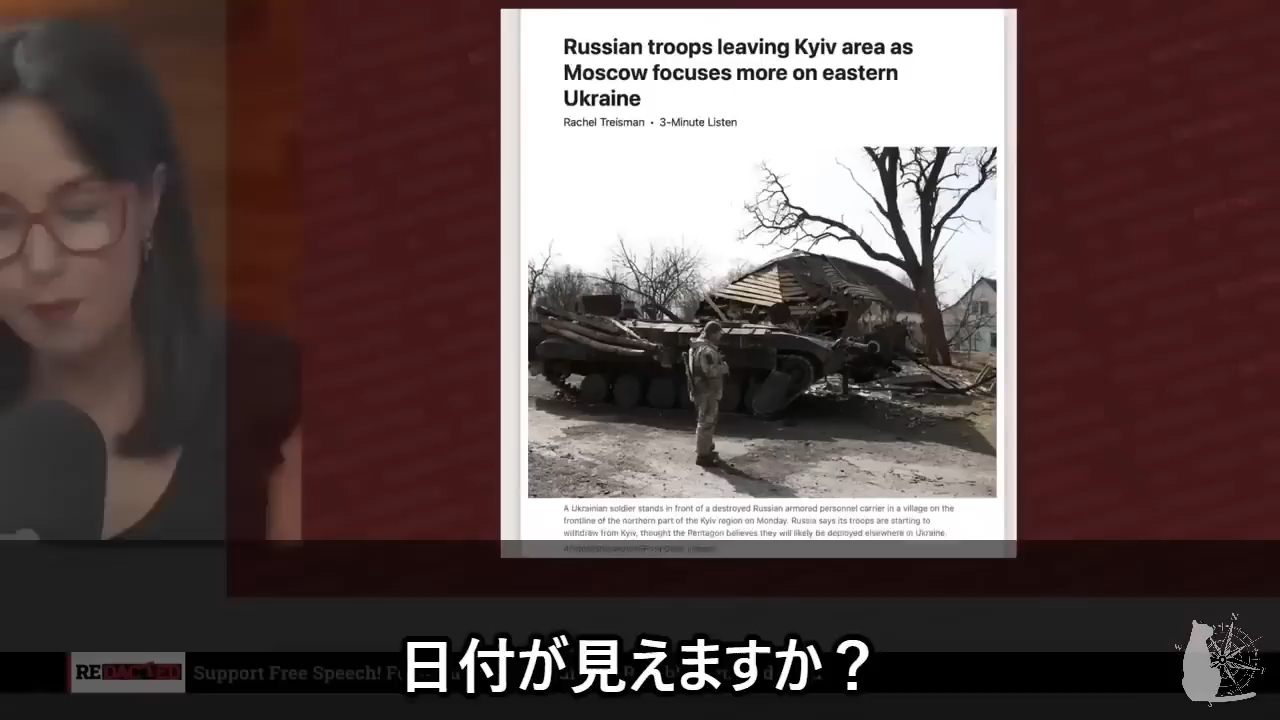 Russian troops leaving Kyiv area as
Moscow focuses more on eastern
Ukraine
Rachel Treisman • 3-Minute Listen
A Ukrainian soldier stands in front of a destroyed Russian armored personnel carrier in a village on the
frontline of the northern part of the Kyiv region on Monday. Russia says its troops are starting to
withdraw from Kyiv, thought the Pentagon believes they will likely be deployed elsewhere in Ukraine.
日付が見えますか？
REDACTED
Support Free Speech!